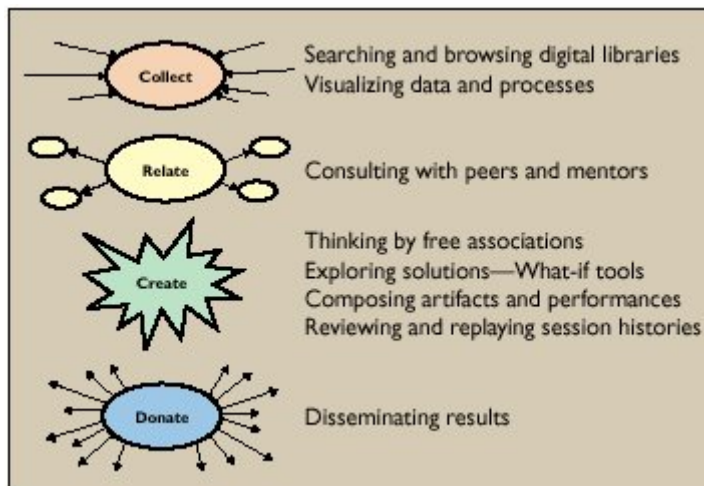 Collect
Searching and browsing digital libraries
Visualizing data and processes
Relate
Consulting with peers and mentors
Create
Thinking by free associations
Exploring solutions—What-if tools
Composing artifacts and performances
Reviewing and replaying session histories
Donate
Disseminating results